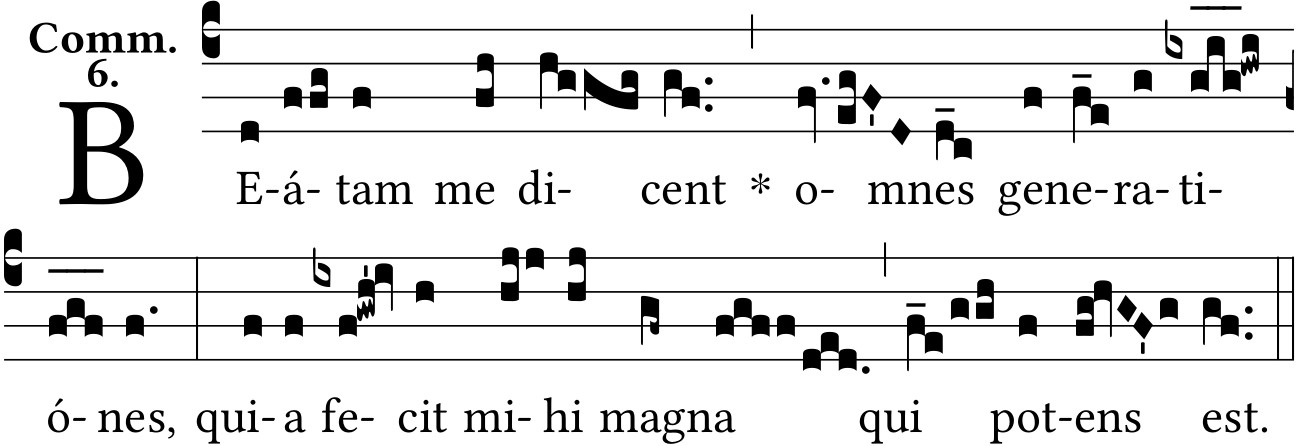 Comm.
6.
BE-á- tam me di- cent * o- mnes gene-ra- ti-
ó- nes, qui- a fe- cit mi- hi magna qui pot-ens est.